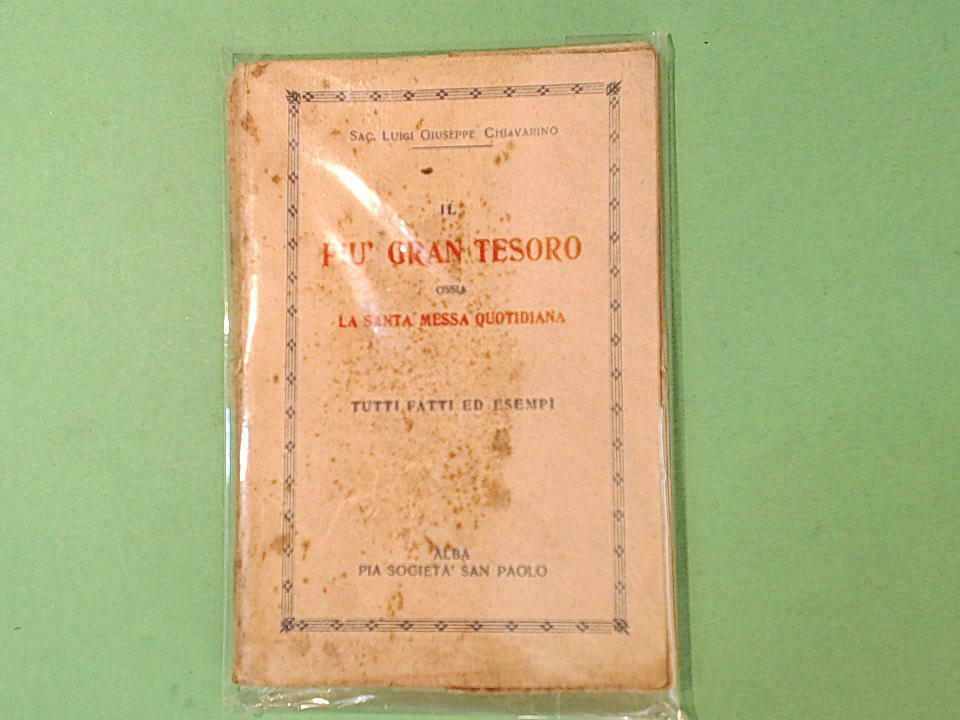 Sac. Luigi Giuseppe Chiavarino
IL
PIU' GRAN TESORO
OSSIA
LA SANTA MESSA QUOTIDIANA
TUTTI FATTI ED ESEMPI
ALBA
PIA SOCIETA' SAN PAOLO